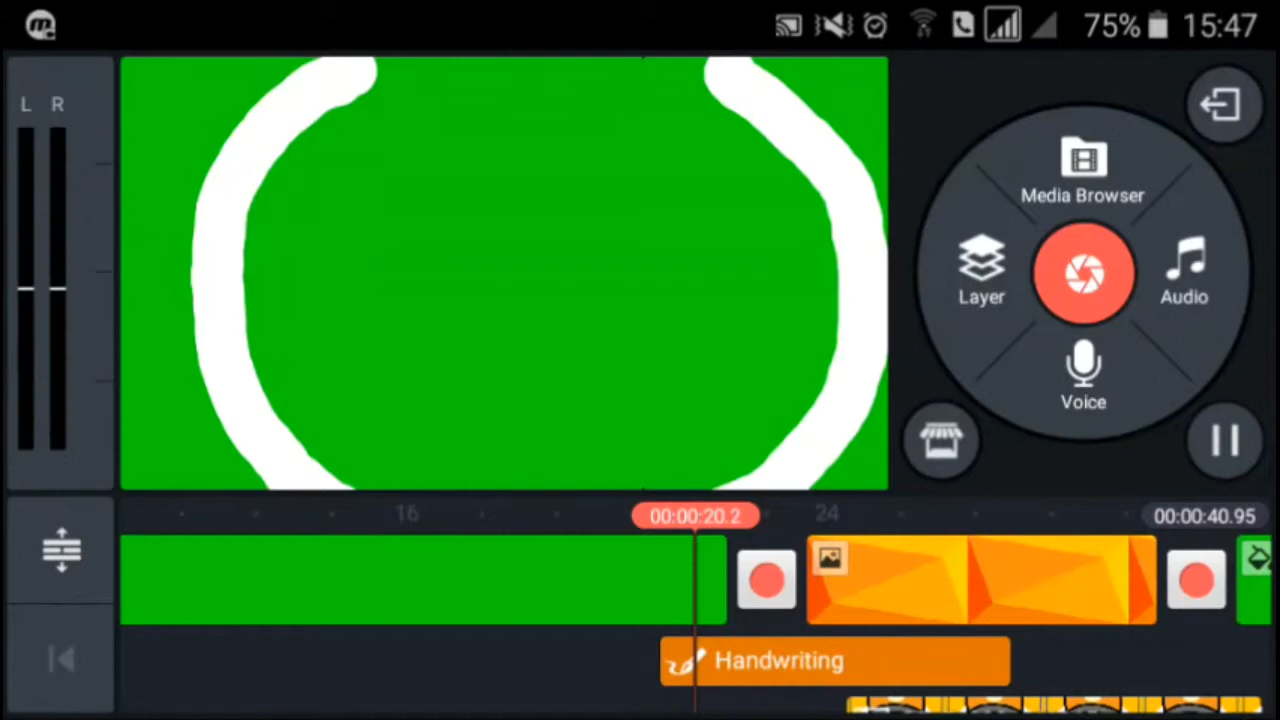 75% 15:47
L R
Media Browser
Layer
Audio
Voice
16
00:00:20.2
24
00:00:40.95
Handwriting